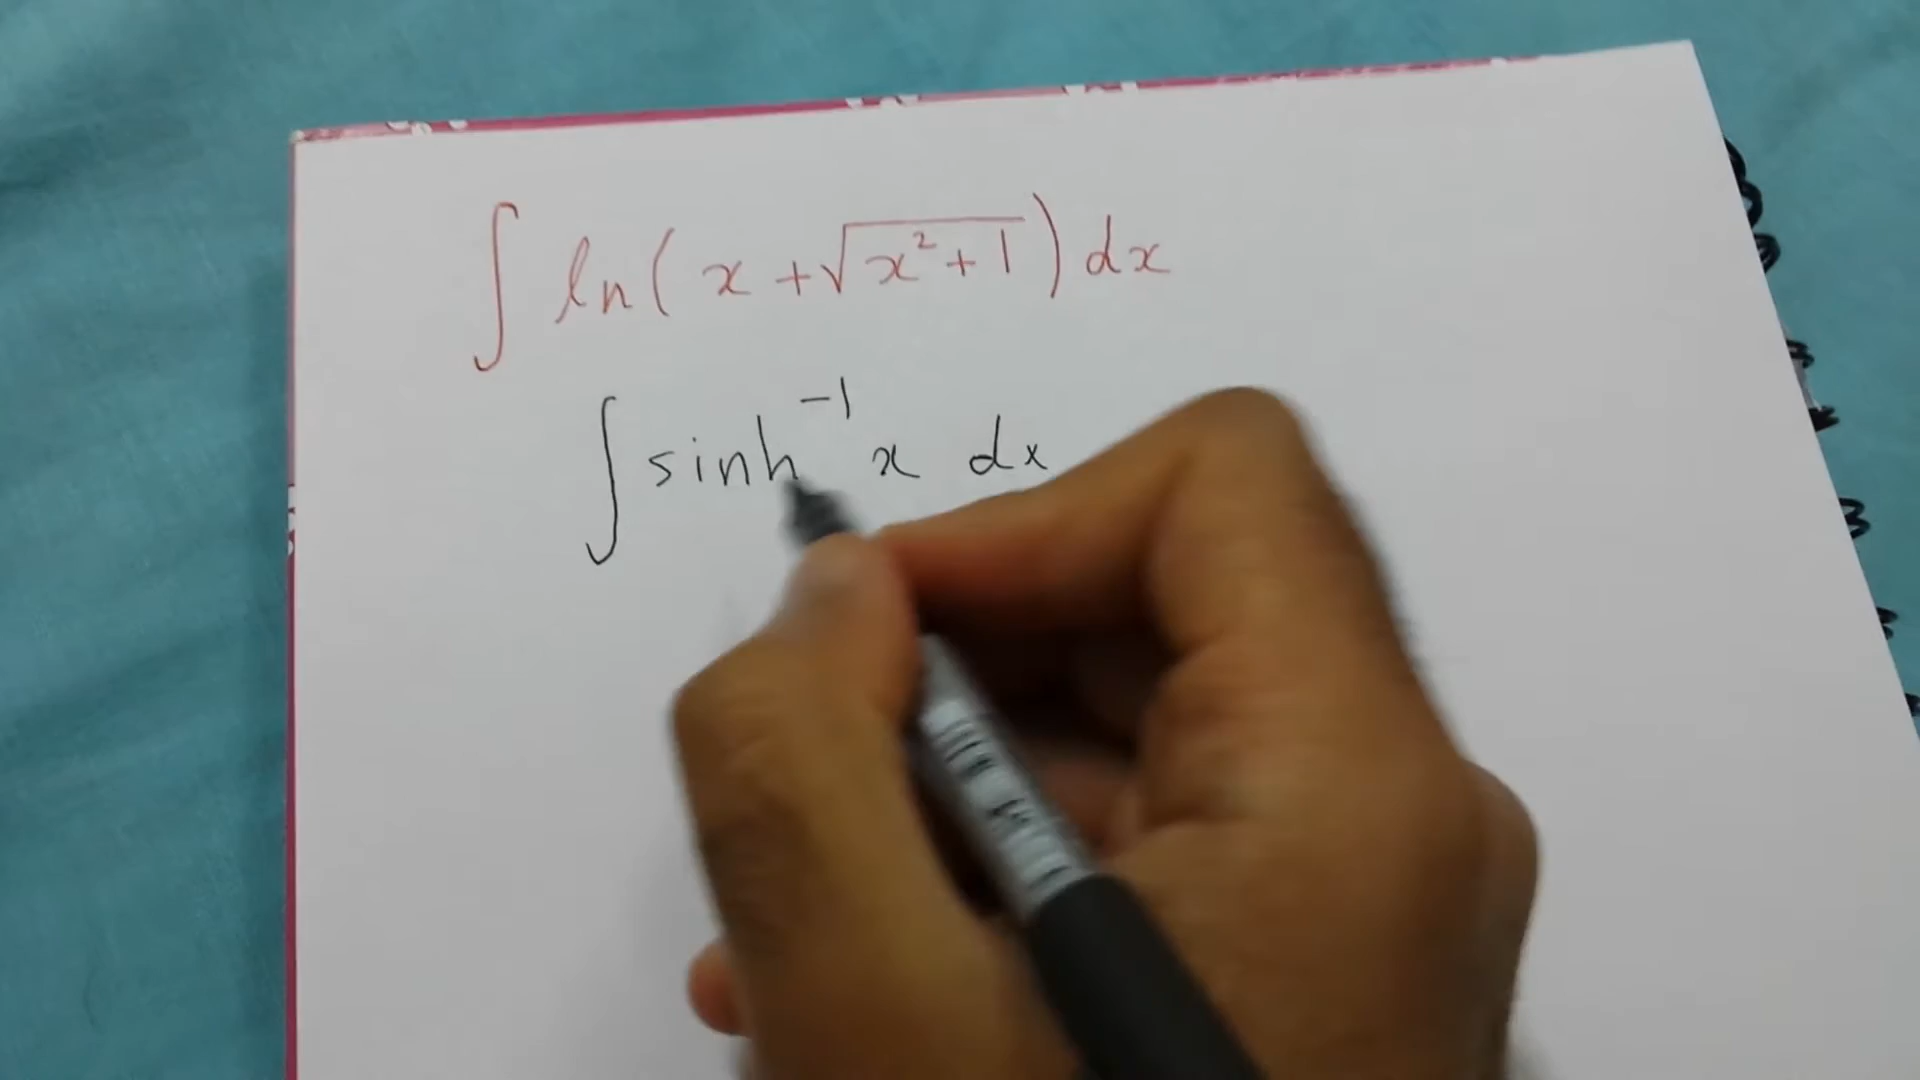 ∫ ln( x + √(x² + 1) ) dx
∫ sinh⁻¹ x dx